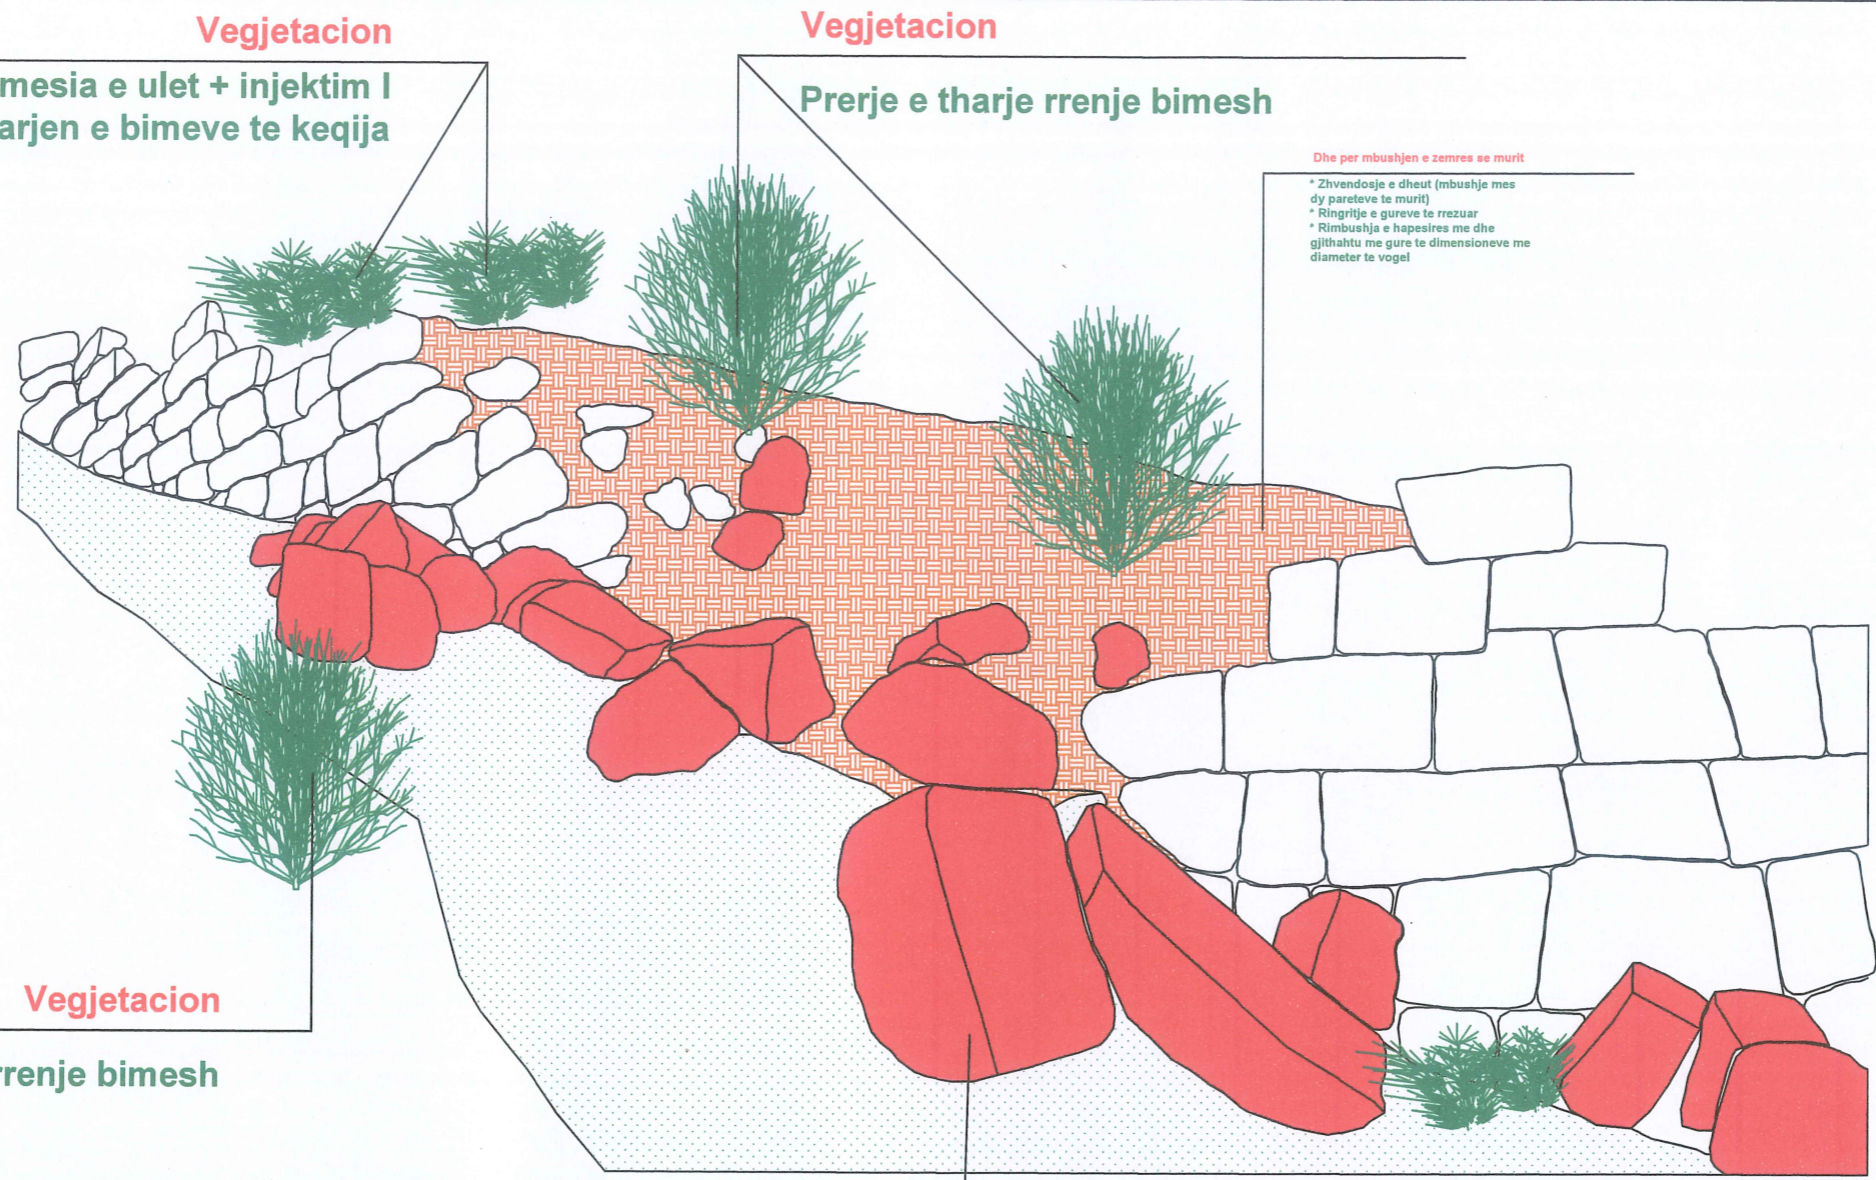 Vegjetacion
mesia e ulet + injektim I
arjen e bimeve te keqija
Vegjetacion
Prerje e tharje rrenje bimesh
Dhe per mbushjen e zemres se murit
* Zhvendosje e dheut (mbushje mes
dy pareteve te murit)
* Ringritje e gureve te rrezuar
* Rimbushja e hapesires me dhe
gjithahtu me gure te dimensioneve me
diameter te vogel
Vegjetacion
rrenje bimesh